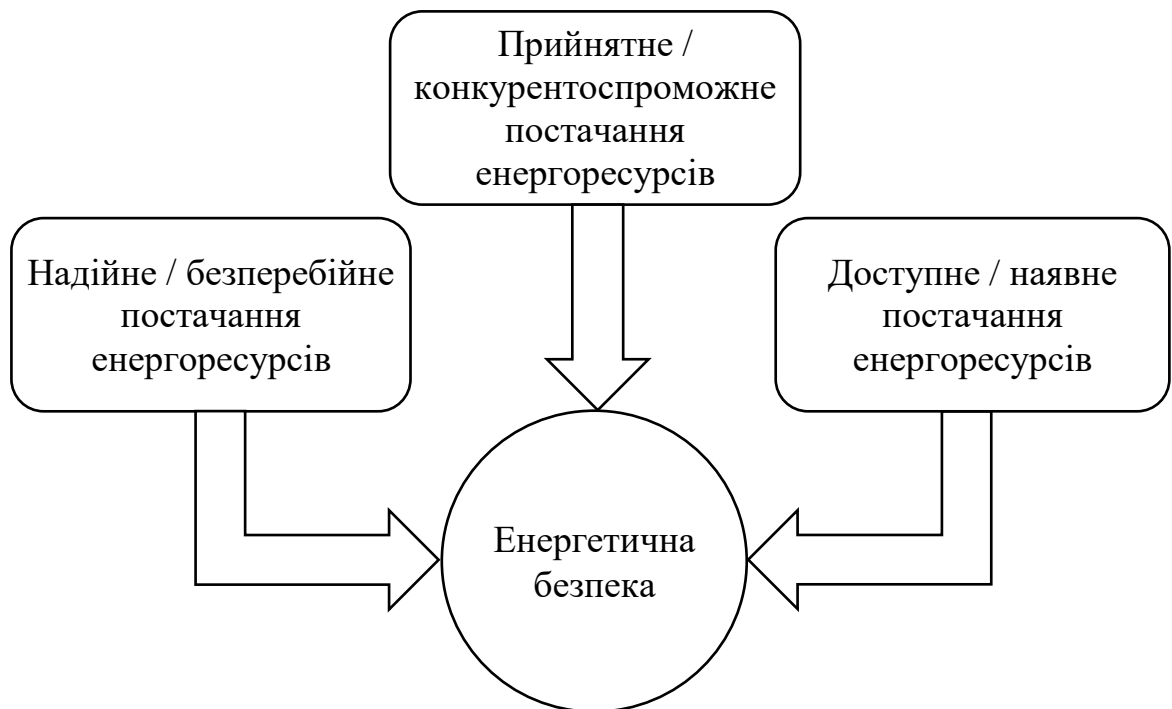 Прийнятне /
конкурентоспроможне
постачання
енергоресурсів
Надійне / безперебійне
постачання
енергоресурсів
Доступне / наявне
постачання
енергоресурсів
Енергетична
безпека